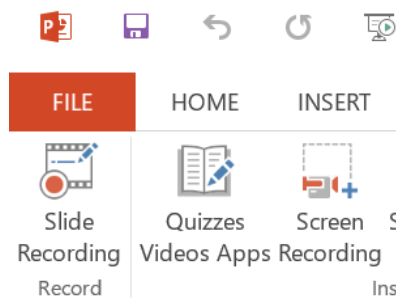 FILE HOME INSERT
Slide Quizzes Screen
Recording Videos Apps Recording
Record